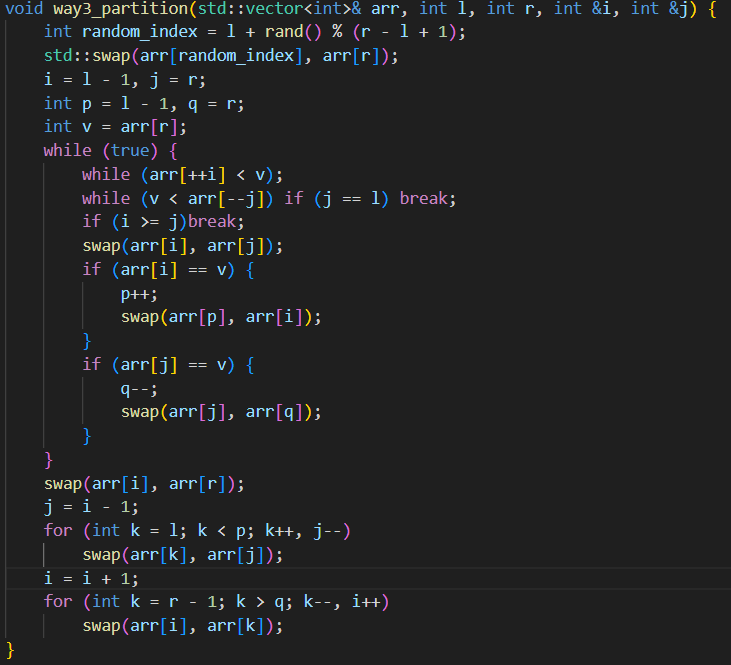 void way3_partition(std::vector<int>& arr, int l, int r, int &i, int &j) {
    int random_index = l + rand() % (r - l + 1);
    std::swap(arr[random_index], arr[r]);
    i = l - 1, j = r;
    int p = l - 1, q = r;
    int v = arr[r];
    while (true) {
        while (arr[++i] < v);
        while (v < arr[--j]) if (j == l) break;
        if (i >= j)break;
        swap(arr[i], arr[j]);
        if (arr[i] == v) {
            p++;
            swap(arr[p], arr[i]);
        }
        if (arr[j] == v) {
            q--;
            swap(arr[j], arr[q]);
        }
    }
    swap(arr[i], arr[r]);
    j = i - 1;
    for (int k = l; k < p; k++, j--)
        swap(arr[k], arr[j]);
    i = i + 1;
    for (int k = r - 1; k > q; k--, i++)
        swap(arr[i], arr[k]);
}